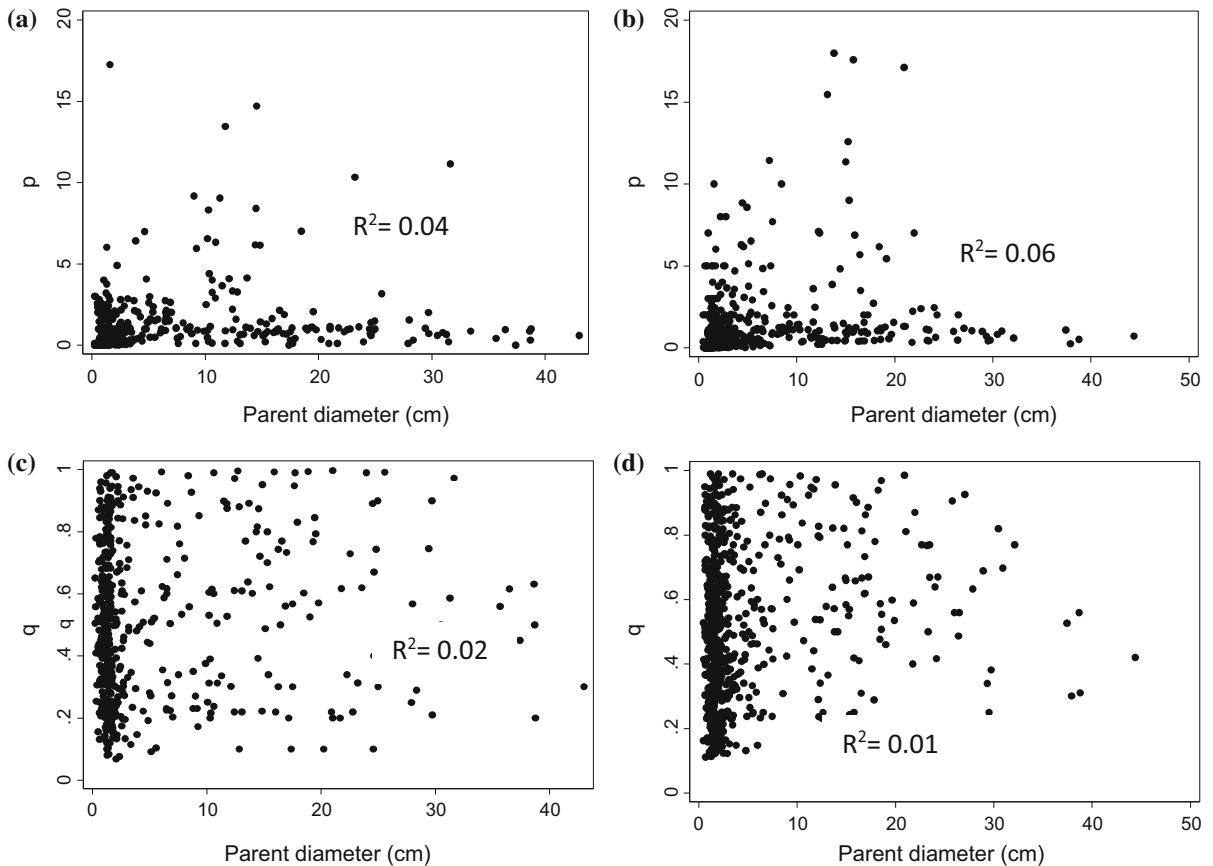 (a)
20
15
10
5
0
p
R²= 0.04
0 10 20 30 40
Parent diameter (cm)
(b)
20
15
10
5
0
p
R²= 0.06
0 10 20 30 40 50
Parent diameter (cm)
(c)
1
.8
.6
.4
.2
0
q
q
R²= 0.02
0 10 20 30 40
Parent diameter (cm)
(d)
1
.8
.6
.4
.2
0
q
R²= 0.01
0 10 20 30 40 50
Parent diameter (cm)